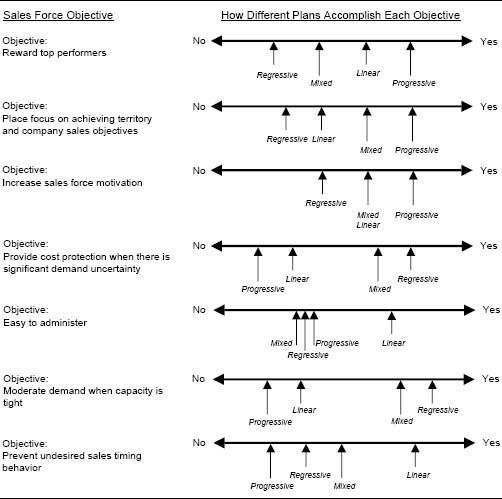 Sales Force Objective How Different Plans Accomplish Each Objective
Objective:
Reward top performers
No Yes
Regressive Mixed Linear Progressive
Objective:
Place focus on achieving territory
and company sales objectives
No Yes
Regressive Linear Mixed Progressive
Objective:
Increase sales force motivation
No Yes
Regressive Mixed Progressive
Linear
Objective:
Provide cost protection when there is
significant demand uncertainty
No Yes
Progressive Linear Mixed Regressive
Objective:
Easy to administer
No Yes
Mixed Progressive Linear
Regressive
Objective:
Moderate demand when capacity is
tight
No Yes
Progressive Linear Mixed Regressive
Objective:
Prevent undesired sales timing
behavior
No Yes
Progressive Regressive Mixed Linear